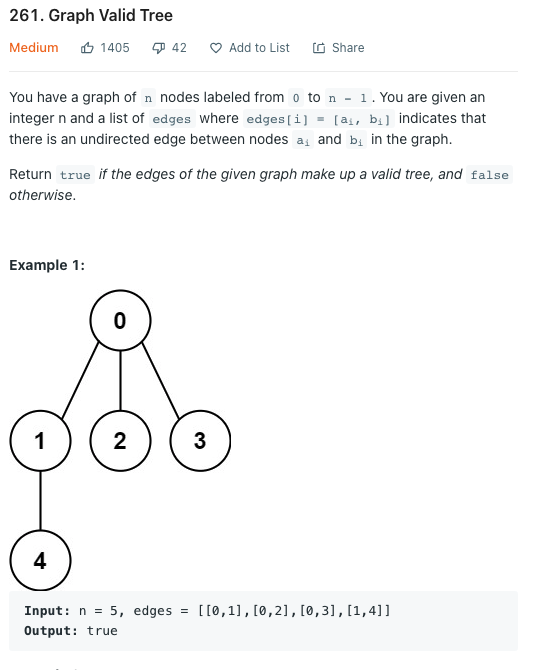 261. Graph Valid Tree
Medium 1405 42 Add to List Share
You have a graph of n nodes labeled from 0 to n - 1. You are given an
integer n and a list of edges where edges[i] = [aᵢ, bᵢ] indicates that
there is an undirected edge between nodes aᵢ and bᵢ in the graph.
Return true if the edges of the given graph make up a valid tree, and false
otherwise.
Example 1:
0
1 2 3
4
Input: n = 5, edges = [[0,1],[0,2],[0,3],[1,4]]
Output: true